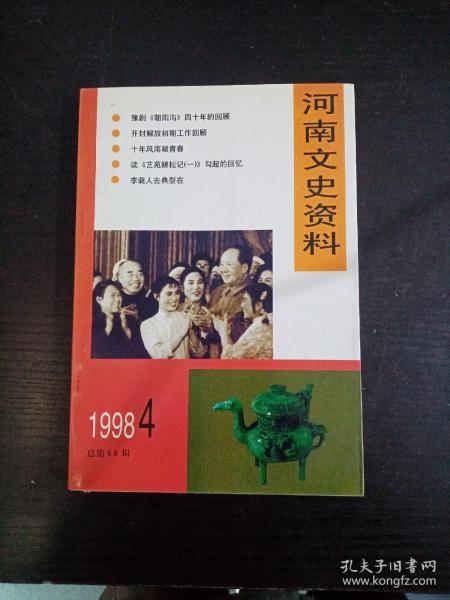 河南文史资料
豫剧《朝阳沟》四十年的回顾
开封解放初期工作回顾
十年风雨献青春
读《艺苑耕耘记(一)》勾起的回忆
李蕤人去典型在
1998 4
总第68辑
孔夫子旧书网
www.kongfz.com